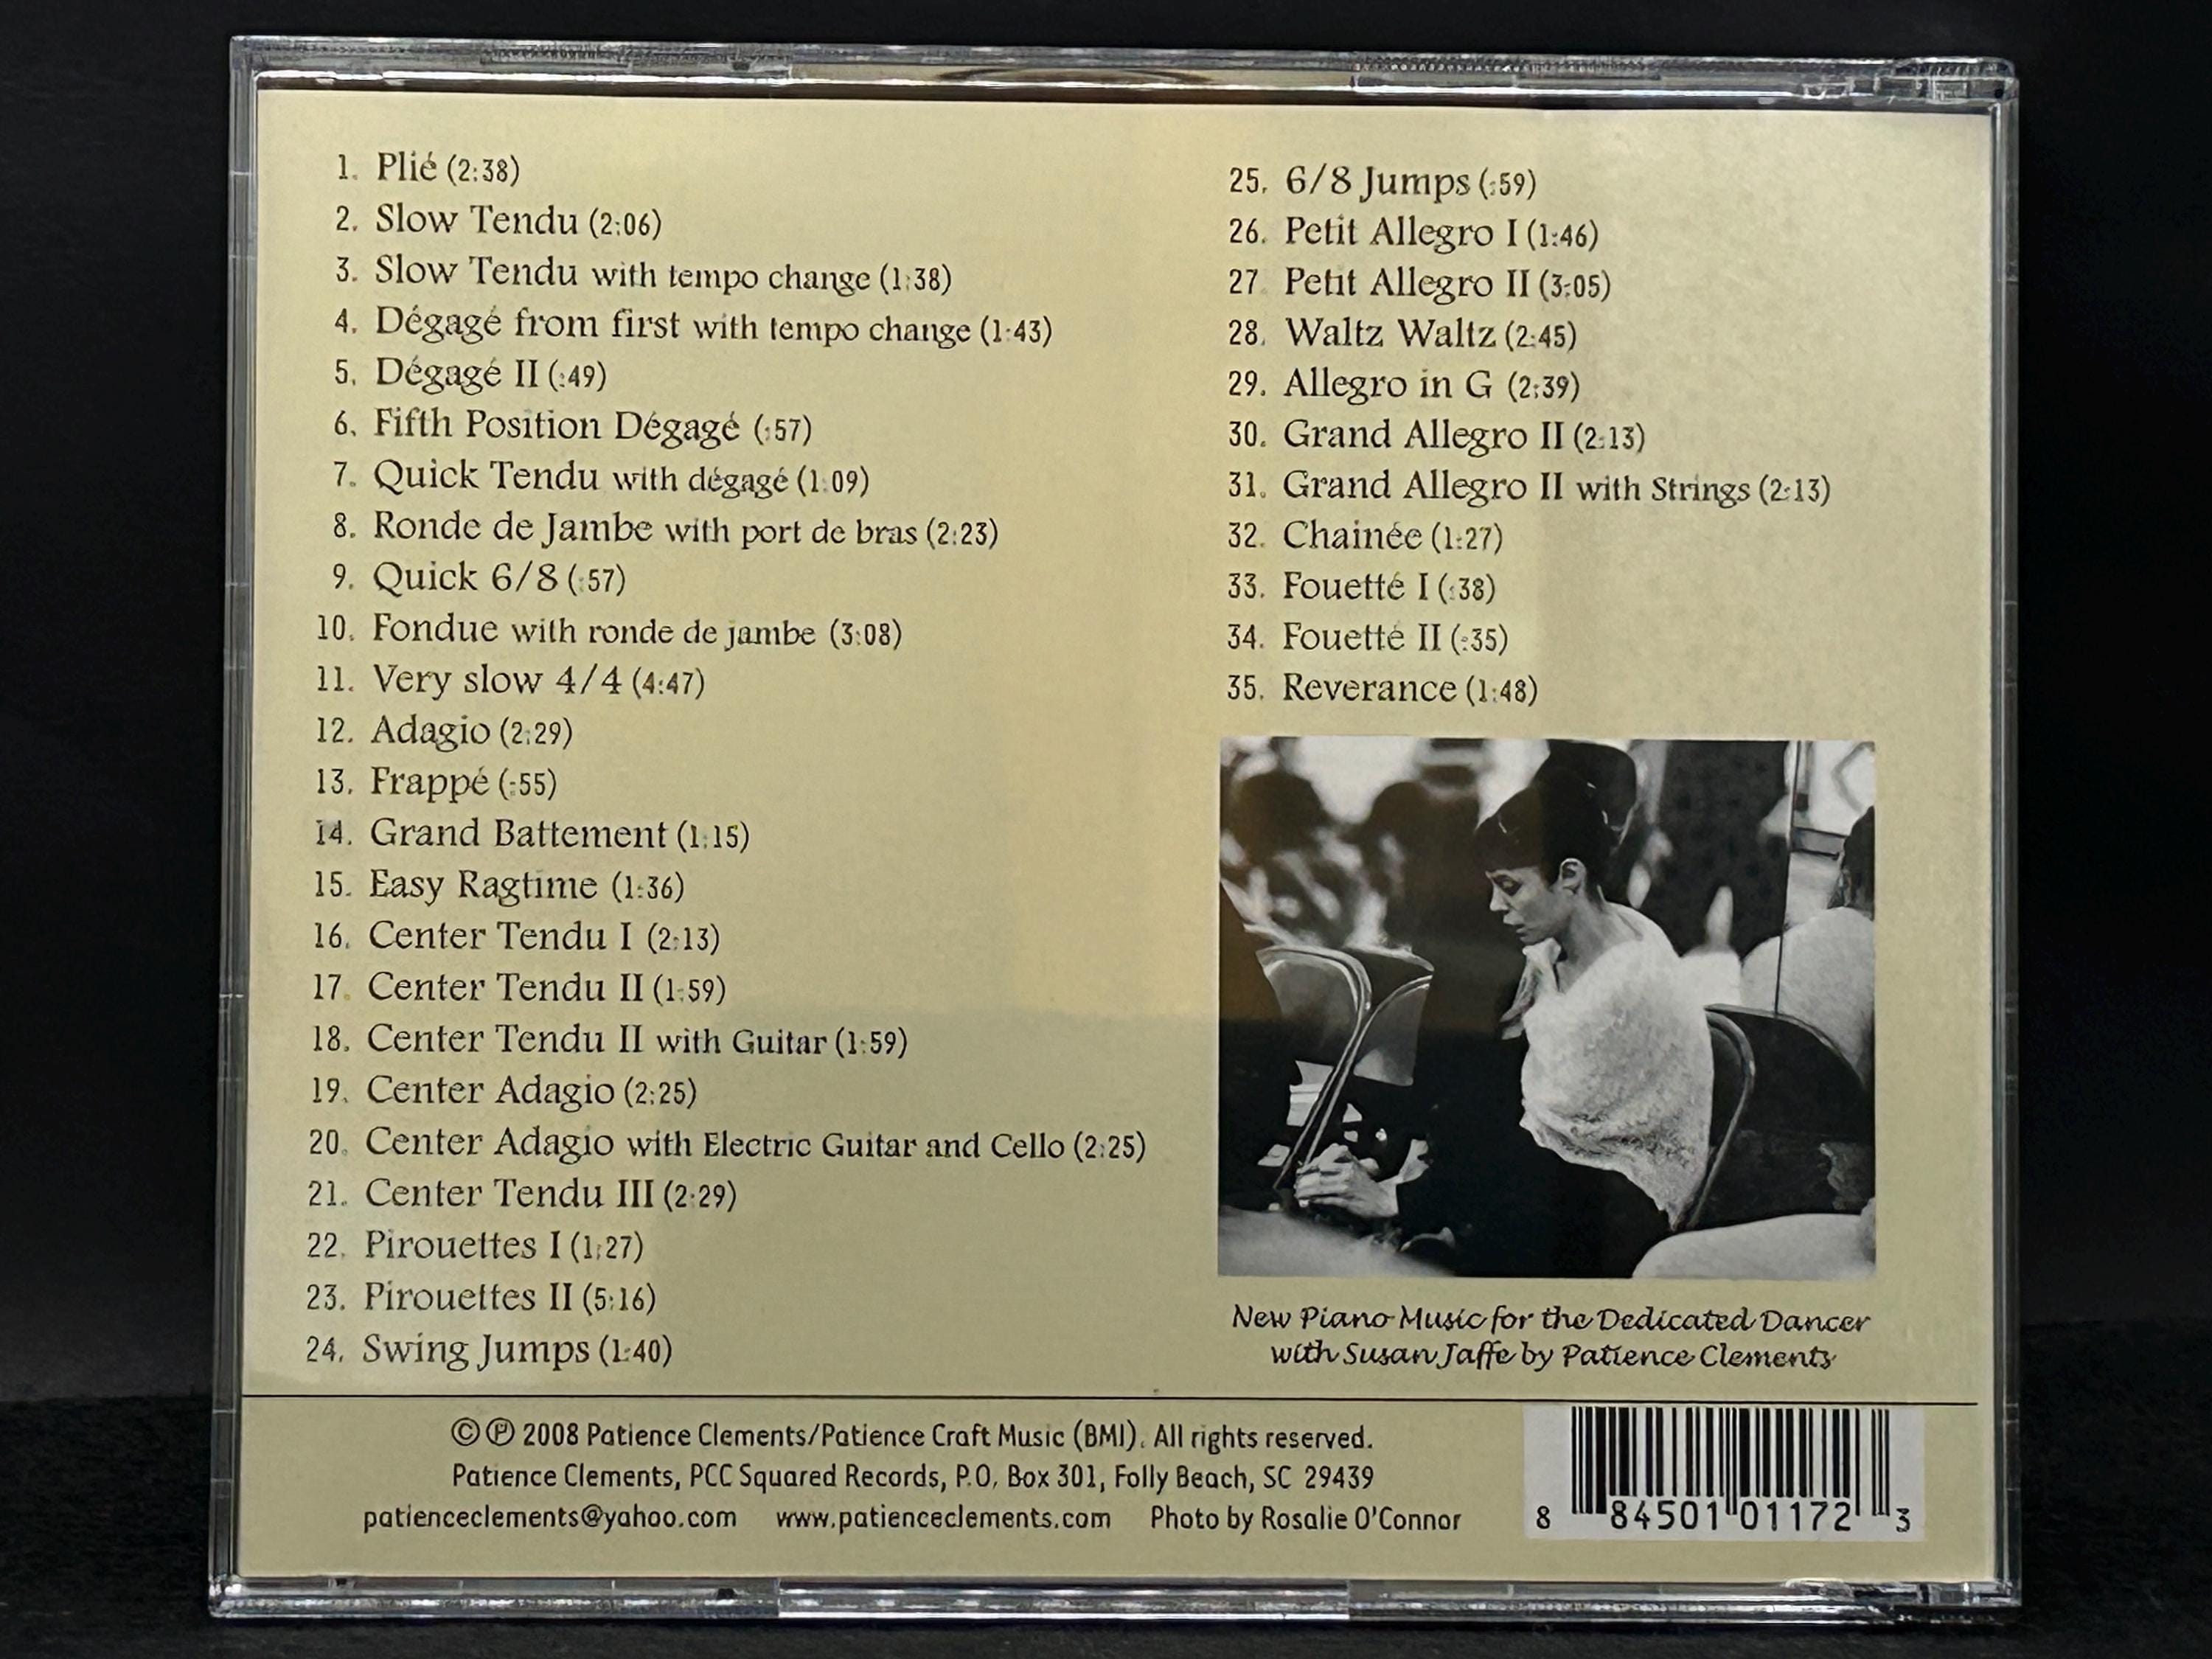 1. Plié (2:38)
2. Slow Tendu (2:06)
3. Slow Tendu with tempo change (1:38)
4. Dégagé from first with tempo change (1:43)
5. Dégagé II (:49)
6. Fifth Position Dégagé (:57)
7. Quick Tendu with dégagé (1:09)
8. Ronde de Jambe with port de bras (2:23)
9. Quick 6/8 (:57)
10. Fondue with ronde de jambe (3:08)
11. Very slow 4/4 (4:47)
12. Adagio (2:29)
13. Frappé (:55)
14. Grand Battement (1:15)
15. Easy Ragtime (1:36)
16. Center Tendu I (2:13)
17. Center Tendu II (1:59)
18. Center Tendu II with Guitar (1:59)
19. Center Adagio (2:25)
20. Center Adagio with Electric Guitar and Cello (2:25)
21. Center Tendu III (2:29)
22. Pirouettes I (1:27)
23. Pirouettes II (5:16)
24. Swing Jumps (1:40)
25. 6/8 Jumps (:59)
26. Petit Allegro I (1:46)
27. Petit Allegro II (3:05)
28. Waltz Waltz (2:45)
29. Allegro in G (2:39)
30. Grand Allegro II (2:13)
31. Grand Allegro II with Strings (2:13)
32. Chainée (1:27)
33. Fouetté I (:38)
34. Fouetté II (:35)
35. Reverance (1:48)
New Piano Music for the Dedicated Dancer
with Susan Jaffe by Patience Clements
© ℗ 2008 Patience Clements/Patience Craft Music (BMI). All rights reserved.
Patience Clements, PCC Squared Records, P.O. Box 301, Folly Beach, SC 29439
patienceclements@yahoo.com www.patienceclements.com Photo by Rosalie O'Connor
8 84501 01172 3